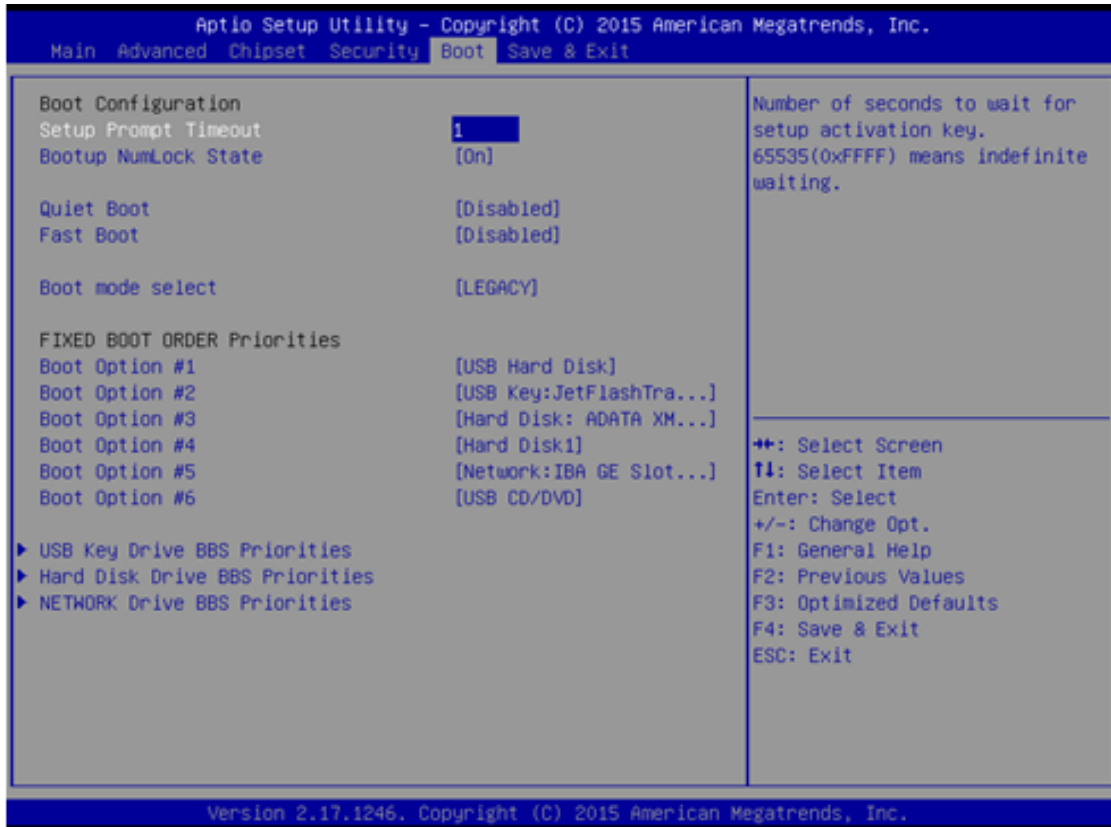 Aptio Setup Utility – Copyright (C) 2015 American Megatrends, Inc.
Main Advanced Chipset Security Boot Save & Exit
Boot Configuration
Setup Prompt Timeout 1
Bootup NumLock State [On]
Quiet Boot [Disabled]
Fast Boot [Disabled]
Boot mode select [LEGACY]
FIXED BOOT ORDER Priorities
Boot Option #1 [USB Hard Disk]
Boot Option #2 [USB Key:JetFlashTra...]
Boot Option #3 [Hard Disk: ADATA XM...]
Boot Option #4 [Hard Disk1]
Boot Option #5 [Network:IBA GE Slot...]
Boot Option #6 [USB CD/DVD]
USB Key Drive BBS Priorities
Hard Disk Drive BBS Priorities
NETWORK Drive BBS Priorities
Number of seconds to wait for
setup activation key.
65535(0xFFFF) means indefinite
waiting.
→←: Select Screen
↑↓: Select Item
Enter: Select
+/-: Change Opt.
F1: General Help
F2: Previous Values
F3: Optimized Defaults
F4: Save & Exit
ESC: Exit
Version 2.17.1246. Copyright (C) 2015 American Megatrends, Inc.